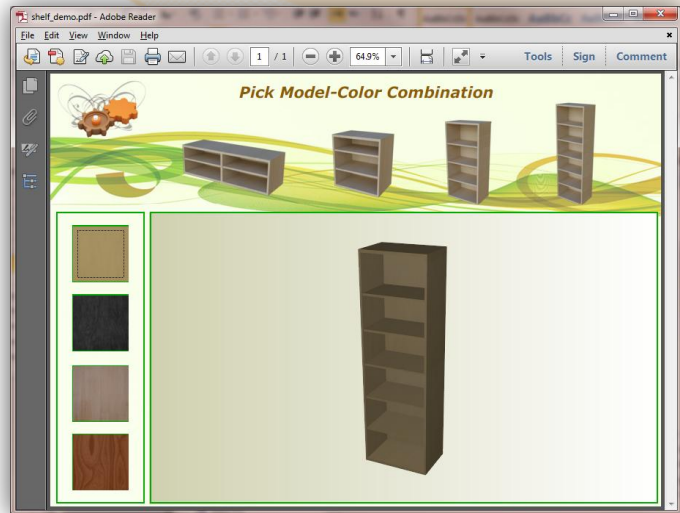 shelf_demo.pdf - Adobe Reader
File Edit View Window Help
1 / 1 64.9% Tools Sign Comment
Pick Model-Color Combination